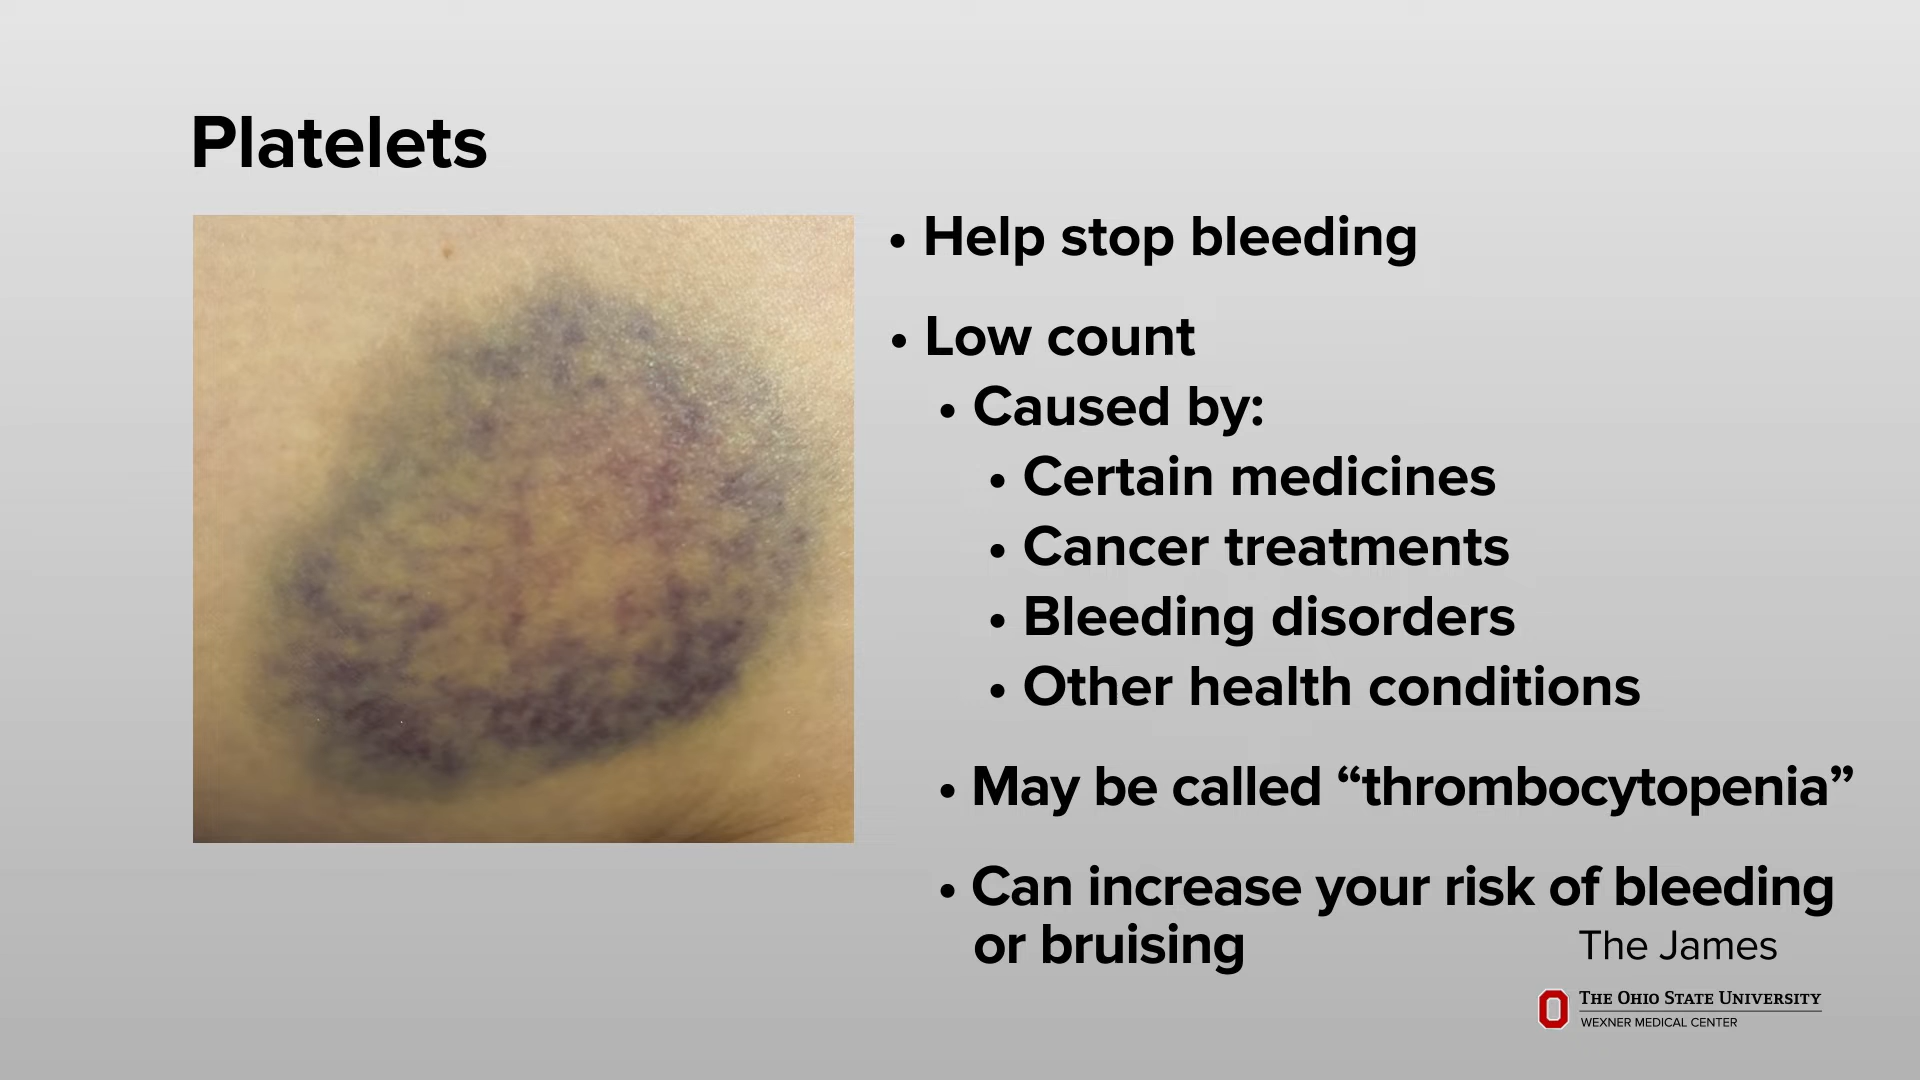 Platelets
• Help stop bleeding
• Low count
• Caused by:
• Certain medicines
• Cancer treatments
• Bleeding disorders
• Other health conditions
• May be called “thrombocytopenia”
• Can increase your risk of bleeding
or bruising
The James
THE OHIO STATE UNIVERSITY
WEXNER MEDICAL CENTER